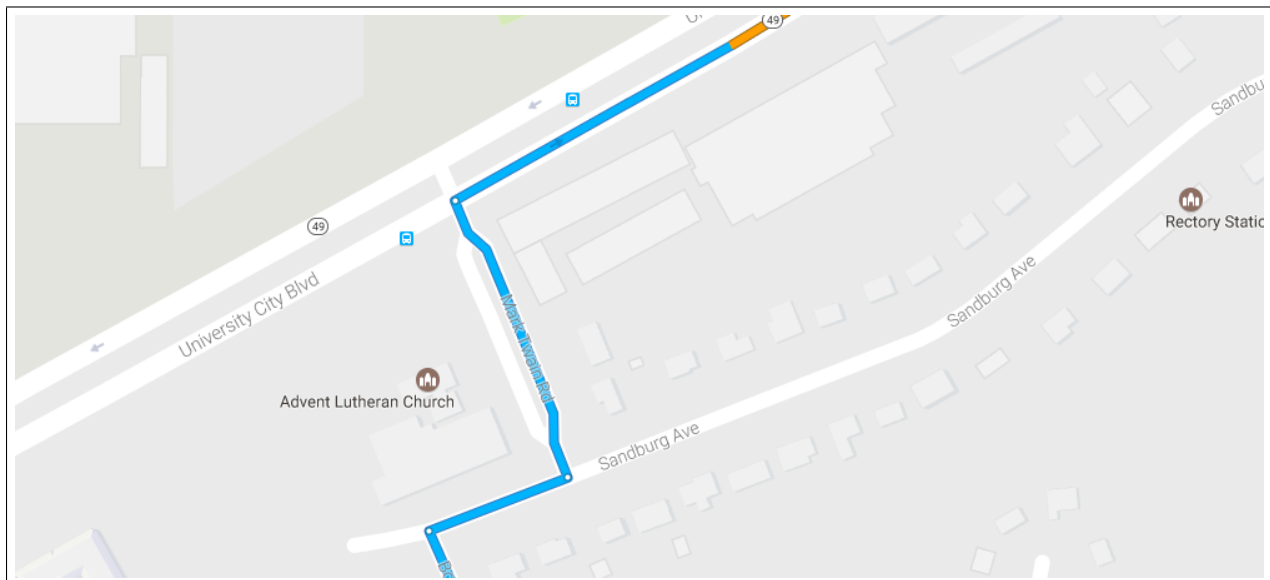 49
Sandbu
49
Rectory Statio
University City Blvd
Mark Twain Rd
Sandburg Ave
Advent Lutheran Church
Sandburg Ave